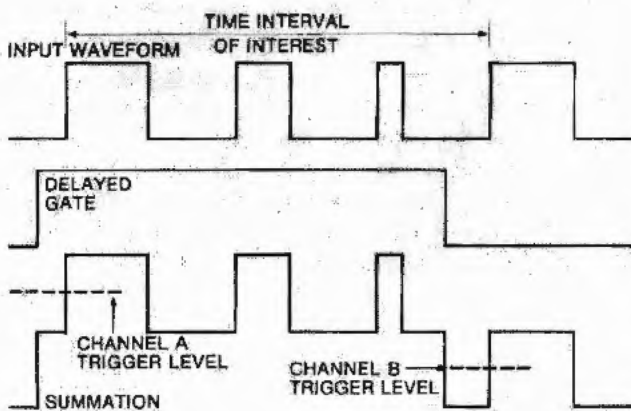 TIME INTERVAL
OF INTEREST
INPUT WAVEFORM
DELAYED
GATE
CHANNEL A
TRIGGER LEVEL
CHANNEL B
TRIGGER LEVEL
SUMMATION